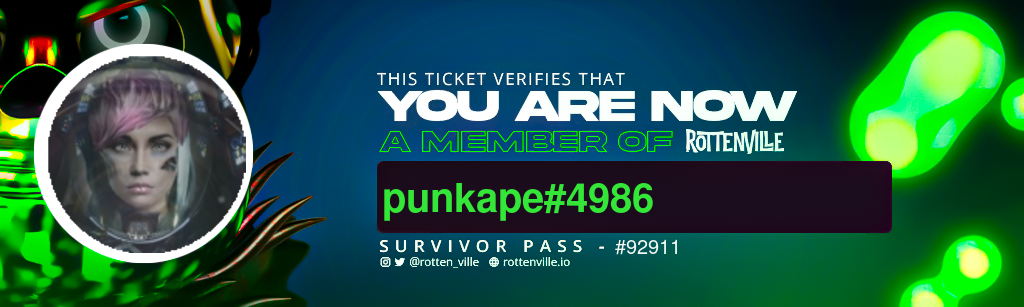 THIS TICKET VERIFIES THAT
YOU ARE NOW
A MEMBER OF ROTTENVILLE
punkape#4986
SURVIVOR PASS - #92911
@rotten_ville rottenville.io